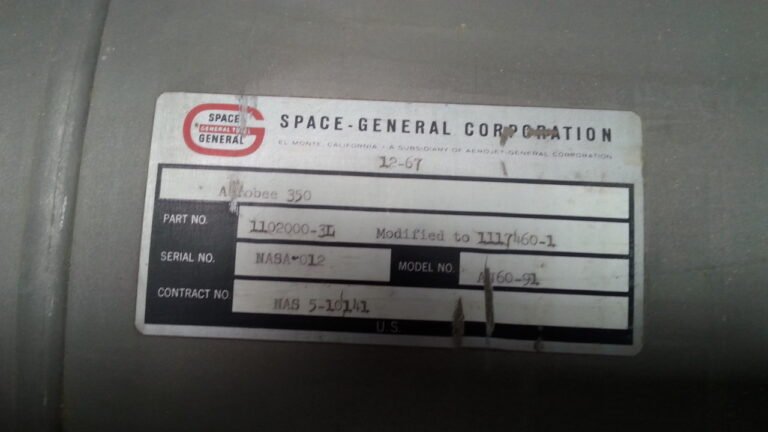 SPACE
GENERAL
SPACE-GENERAL CORPORATION
EL MONTE, CALIFORNIA - A SUBSIDIARY OF AEROJET-GENERAL CORPORATION
12-67
Aerobee 350
PART NO. 1102000-3L Modified to 1117460-1
SERIAL NO. NASA-012 MODEL NO. AJ60-91
CONTRACT NO. NAS 5-10141
U.S.